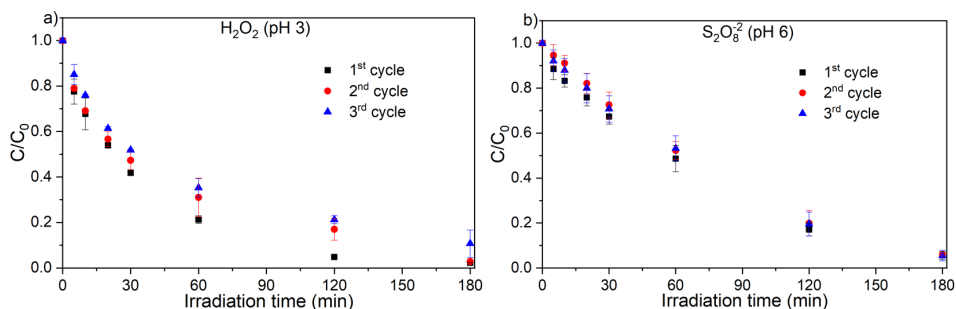 a)
H₂O₂ (pH 3)
1st cycle
2nd cycle
3rd cycle
C/C₀
1.0
0.8
0.6
0.4
0.2
0.0
0 30 60 90 120 150 180
Irradiation time (min)
b)
S₂O₈⁻² (pH 6)
1st cycle
2nd cycle
3rd cycle
C/C₀
1.0
0.8
0.6
0.4
0.2
0.0
0 30 60 90 120 150 180
Irradiation time (min)